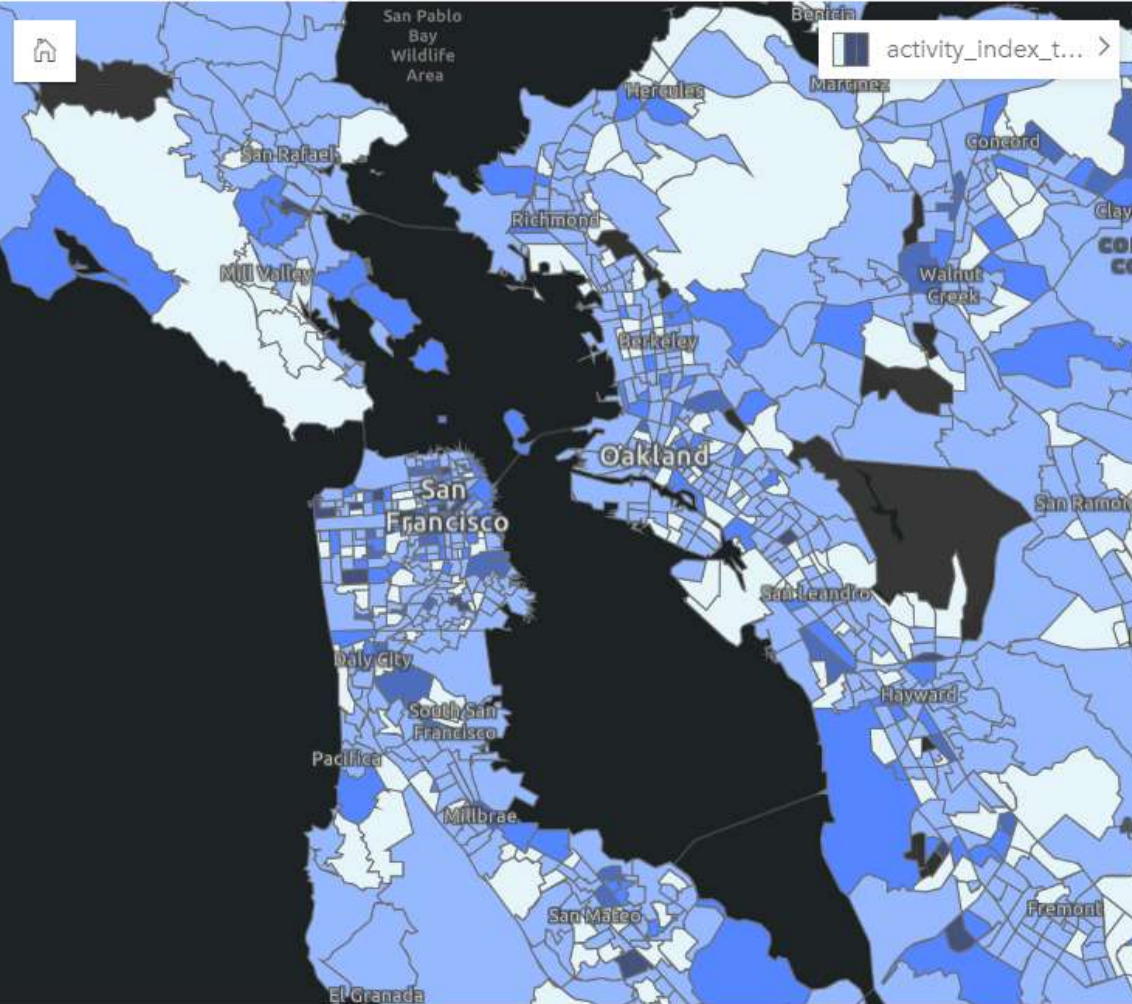 San Pablo
Bay
Wildlife
Area
Benicia
activity_index_t...
Martinez
Hercules
Concord
San Rafael
Clay
Richmond
CO
C
Mill Valley
Walnut
Creek
Berkeley
Oakland
San
Francisco
San Ramon
San Leandro
Daly City
Hayward
South San
Francisco
Pacifica
Millbrae
San Mateo
Fremont
El Granada